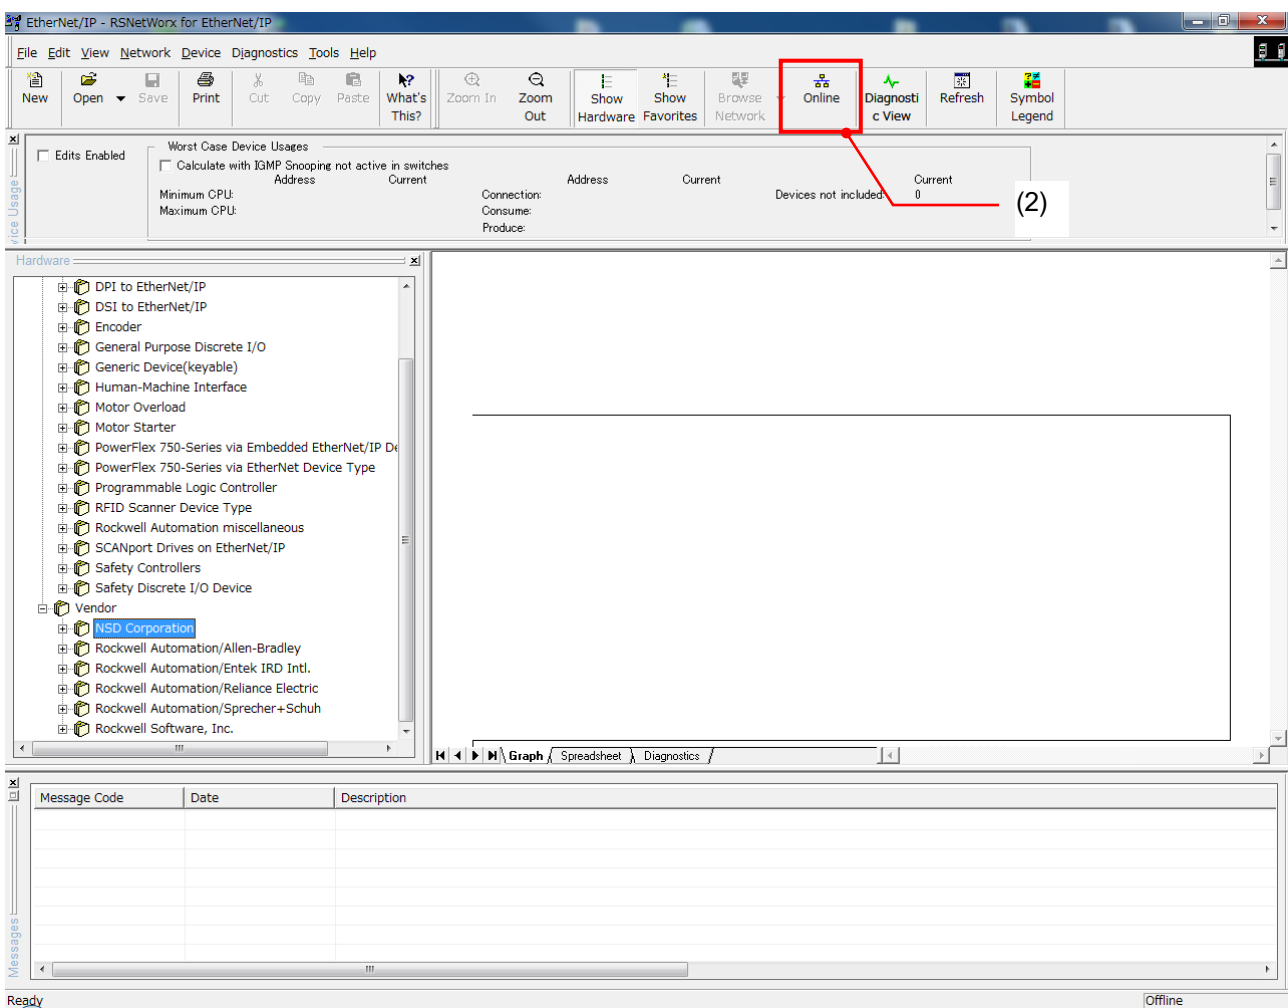 EtherNet/IP - RSNetWorx for EtherNet/IP
File Edit View Network Device Diagnostics Tools Help
New Open Save Print Cut Copy Paste What's This? Zoom In Zoom Out Show Hardware Show Favorites Browse Network Online Diagnosti c View Refresh Symbol Legend
Edits Enabled
Worst Case Device Usages
Calculate with IGMP Snooping not active in switches
Address Current Address Current Current
Minimum CPU: Connection: Devices not included: 0
Maximum CPU: Consume:
Produce:
(2)
vice Usage
Hardware
DPI to EtherNet/IP
DSI to EtherNet/IP
Encoder
General Purpose Discrete I/O
Generic Device(keyable)
Human-Machine Interface
Motor Overload
Motor Starter
PowerFlex 750-Series via Embedded EtherNet/IP De
PowerFlex 750-Series via EtherNet Device Type
Programmable Logic Controller
RFID Scanner Device Type
Rockwell Automation miscellaneous
SCANport Drives on EtherNet/IP
Safety Controllers
Safety Discrete I/O Device
Vendor
NSD Corporation
Rockwell Automation/Allen-Bradley
Rockwell Automation/Entek IRD Intl.
Rockwell Automation/Reliance Electric
Rockwell Automation/Sprecher+Schuh
Rockwell Software, Inc.
Graph Spreadsheet Diagnostics
Message Code Date Description
Messages
Ready Offline